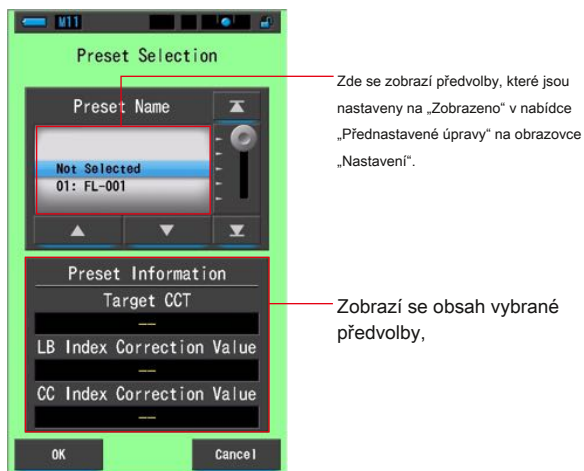 M11
Preset Selection
Preset Name
Not Selected
01: FL-001
Preset Information
Target CCT
--
LB Index Correction Value
--
CC Index Correction Value
--
OK
Cancel
Zde se zobrazí předvolby, které jsou
nastaveny na „Zobrazeno“ v nabídce
„Přednastavené úpravy“ na obrazovce
„Nastavení“.
Zobrazí se obsah vybrané
předvolby,